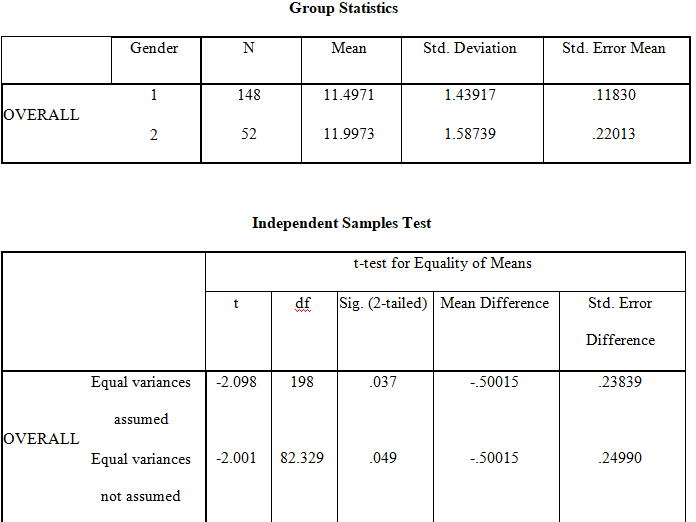 Group Statistics
Gender N Mean Std. Deviation Std. Error Mean
1 148 11.4971 1.43917 .11830
OVERALL
2 52 11.9973 1.58739 .22013
Independent Samples Test
t-test for Equality of Means
t df Sig. (2-tailed) Mean Difference Std. Error
Difference
Equal variances -2.098 198 .037 -.50015 .23839
assumed
OVERALL
Equal variances -2.001 82.329 .049 -.50015 .24990
not assumed